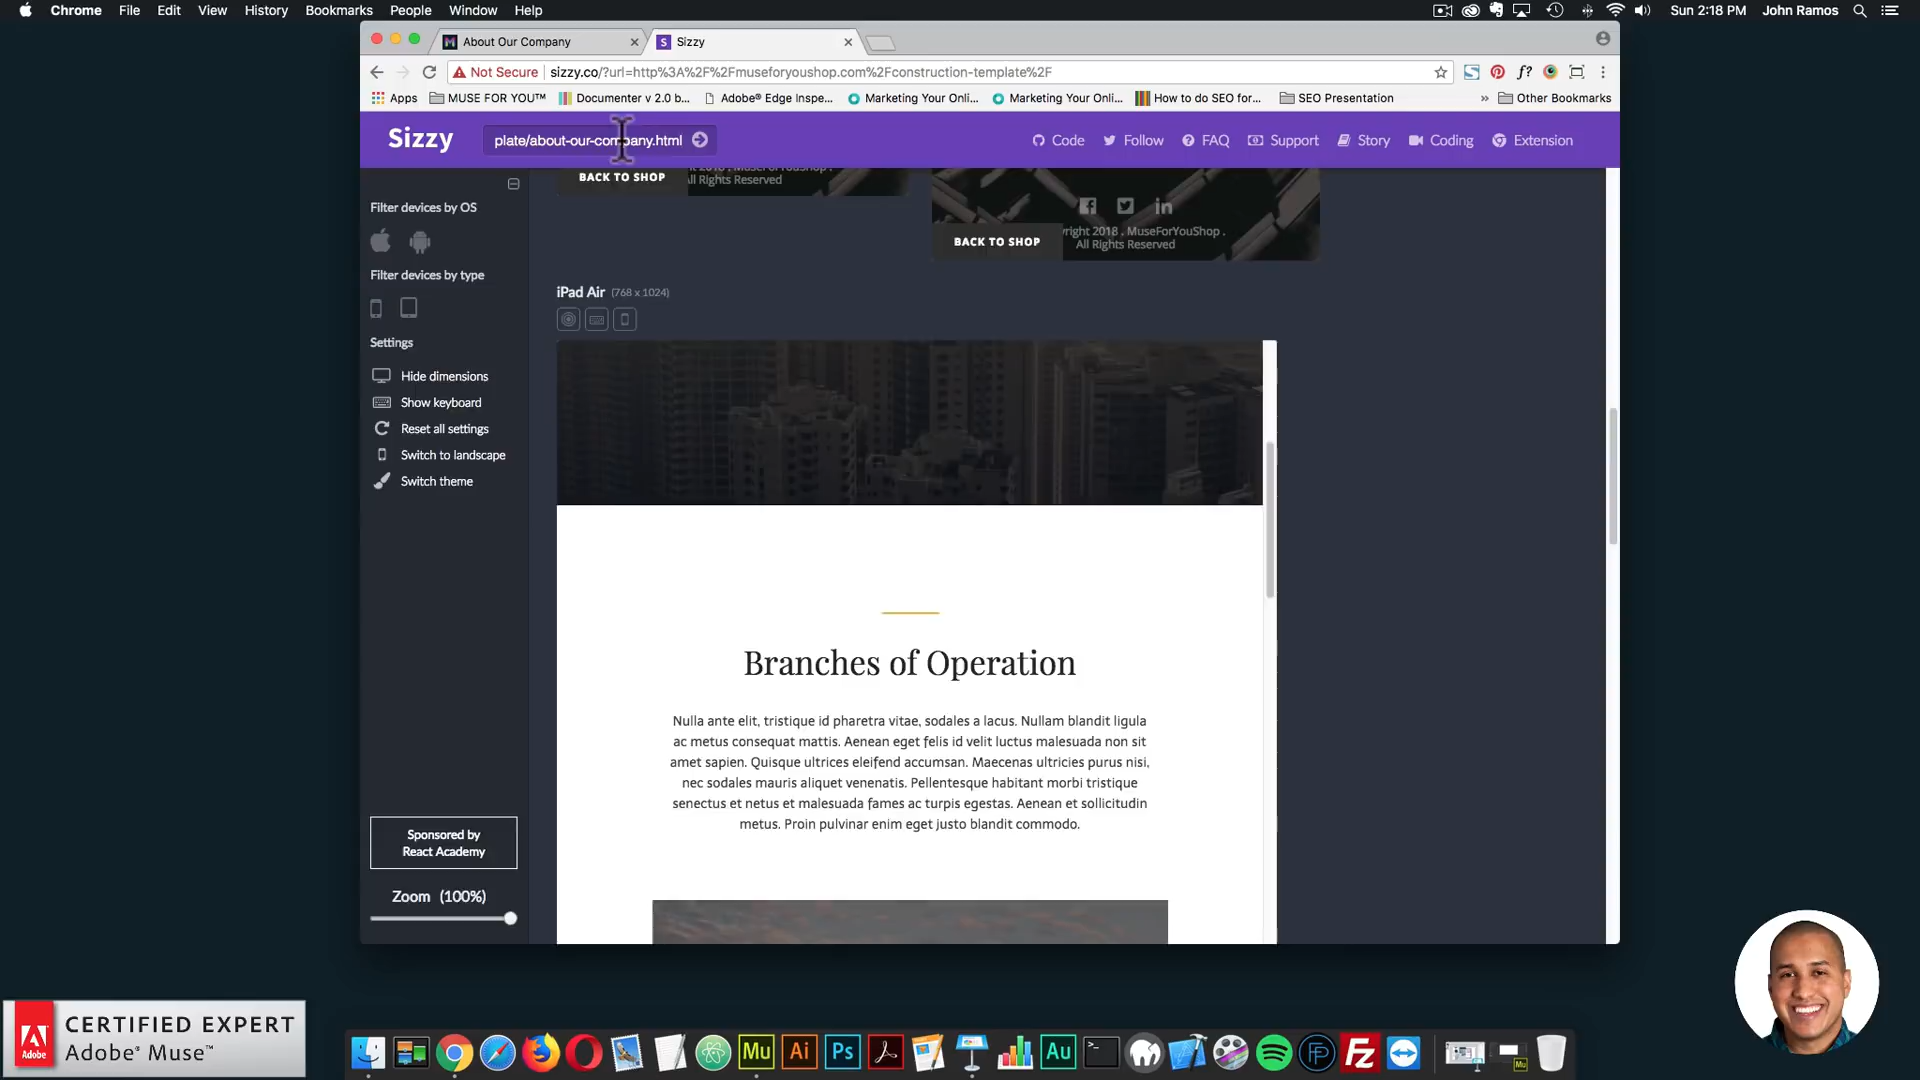 Chrome File Edit View History Bookmarks People Window Help
Sun 2:18 PM John Ramos
About Our Company
S Sizzy
Not Secure sizzy.co/?url=http%3A%2F%2Fmuseforyoushop.com%2Fconstruction-template%2F
f?
Apps MUSE FOR YOU™ Documenter v 2.0 b... Adobe® Edge Inspe... Marketing Your Onli... Marketing Your Onli... How to do SEO for... SEO Presentation » Other Bookmarks
Sizzy plate/about-our-company.html Code Follow FAQ Support Story Coding Extension
BACK TO SHOP
All Rights Reserved
right 2018 . MuseForYouShop .
BACK TO SHOP
All Rights Reserved
Filter devices by OS
Filter devices by type
Settings
Hide dimensions
Show keyboard
Reset all settings
Switch to landscape
Switch theme
Sponsored by
React Academy
Zoom (100%)
iPad Air (768 x 1024)
Branches of Operation
Nulla ante elit, tristique id pharetra vitae, sodales a lacus. Nullam blandit ligula
ac metus consequat mattis. Aenean eget felis id velit luctus malesuada non sit
amet sapien. Quisque ultrices eleifend accumsan. Maecenas ultricies purus nisi,
nec sodales mauris aliquet venenatis. Pellentesque habitant morbi tristique
senectus et netus et malesuada fames ac turpis egestas. Aenean et sollicitudin
metus. Proin pulvinar enim eget justo blandit commodo.
Adobe
CERTIFIED EXPERT
Adobe® Muse™
Mu Ai Ps Au FP Fz Mu